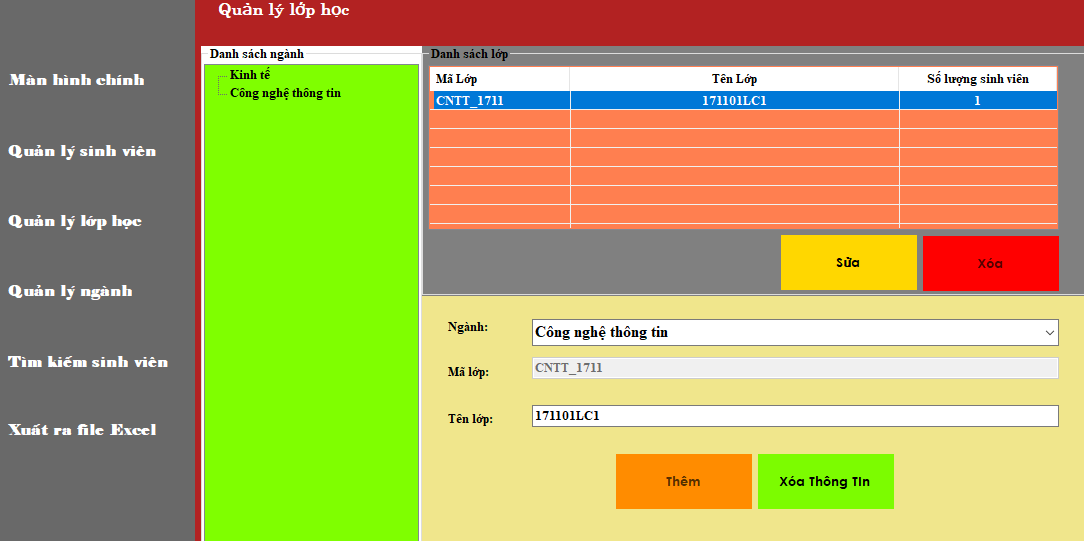 Quản lý lớp học
Màn hình chính
Quản lý sinh viên
Quản lý lớp học
Quản lý ngành
Tìm kiếm sinh viên
Xuất ra file Excel
Danh sách ngành
Kinh tế
Công nghệ thông tin
Danh sách lớp
Mã Lớp Tên Lớp Số lượng sinh viên
CNTT_1711 171101LC1 1
Sửa Xóa
Ngành: Công nghệ thông tin
Mã lớp: CNTT_1711
Tên lớp: 171101LC1
Thêm Xóa Thông Tin